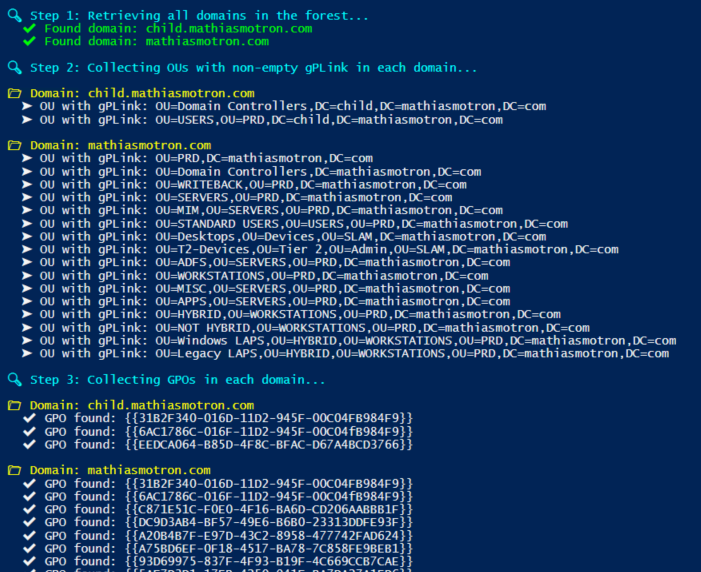 Step 1: Retrieving all domains in the forest...
Found domain: child.mathiasmotron.com
Found domain: mathiasmotron.com
Step 2: Collecting OUs with non-empty gPLink in each domain...
Domain: child.mathiasmotron.com
OU with gPLink: OU=Domain Controllers,DC=child,DC=mathiasmotron,DC=com
OU with gPLink: OU=USERS,OU=PRD,DC=child,DC=mathiasmotron,DC=com
Domain: mathiasmotron.com
OU with gPLink: OU=PRD,DC=mathiasmotron,DC=com
OU with gPLink: OU=Domain Controllers,DC=mathiasmotron,DC=com
OU with gPLink: OU=WRITEBACK,OU=PRD,DC=mathiasmotron,DC=com
OU with gPLink: OU=SERVERS,OU=PRD,DC=mathiasmotron,DC=com
OU with gPLink: OU=MIM,OU=SERVERS,OU=PRD,DC=mathiasmotron,DC=com
OU with gPLink: OU=STANDARD USERS,OU=USERS,OU=PRD,DC=mathiasmotron,DC=com
OU with gPLink: OU=Desktops,OU=Devices,OU=SLAM,DC=mathiasmotron,DC=com
OU with gPLink: OU=T2-Devices,OU=Tier 2,OU=Admin,OU=SLAM,DC=mathiasmotron,DC=com
OU with gPLink: OU=ADFS,OU=SERVERS,OU=PRD,DC=mathiasmotron,DC=com
OU with gPLink: OU=WORKSTATIONS,OU=PRD,DC=mathiasmotron,DC=com
OU with gPLink: OU=MISC,OU=SERVERS,OU=PRD,DC=mathiasmotron,DC=com
OU with gPLink: OU=APPS,OU=SERVERS,OU=PRD,DC=mathiasmotron,DC=com
OU with gPLink: OU=HYBRID,OU=WORKSTATIONS,OU=PRD,DC=mathiasmotron,DC=com
OU with gPLink: OU=NOT HYBRID,OU=WORKSTATIONS,OU=PRD,DC=mathiasmotron,DC=com
OU with gPLink: OU=Windows LAPS,OU=HYBRID,OU=WORKSTATIONS,OU=PRD,DC=mathiasmotron,DC=com
OU with gPLink: OU=Legacy LAPS,OU=HYBRID,OU=WORKSTATIONS,OU=PRD,DC=mathiasmotron,DC=com
Step 3: Collecting GPOs in each domain...
Domain: child.mathiasmotron.com
GPO found: {{31B2F340-016D-11D2-945F-00C04FB984F9}}
GPO found: {{6AC1786C-016F-11D2-945F-00C04fB984F9}}
GPO found: {{EEDCA064-B85D-4F8C-BFAC-D67A4BCD3766}}
Domain: mathiasmotron.com
GPO found: {{31B2F340-016D-11D2-945F-00C04FB984F9}}
GPO found: {{6AC1786C-016F-11D2-945F-00C04fB984F9}}
GPO found: {{C871E51C-F0E0-4F16-BA6D-CD206AABBB1F}}
GPO found: {{DC9D3AB4-BF57-49E6-B6B0-23313DDFE93F}}
GPO found: {{A20B4B7F-E97D-43C2-8958-477742FAD624}}
GPO found: {{A75BD6EF-0F18-4517-BA78-7C858FE9BEB1}}
GPO found: {{93D69975-837F-4F93-B19F-4C669CCB7CAE}}